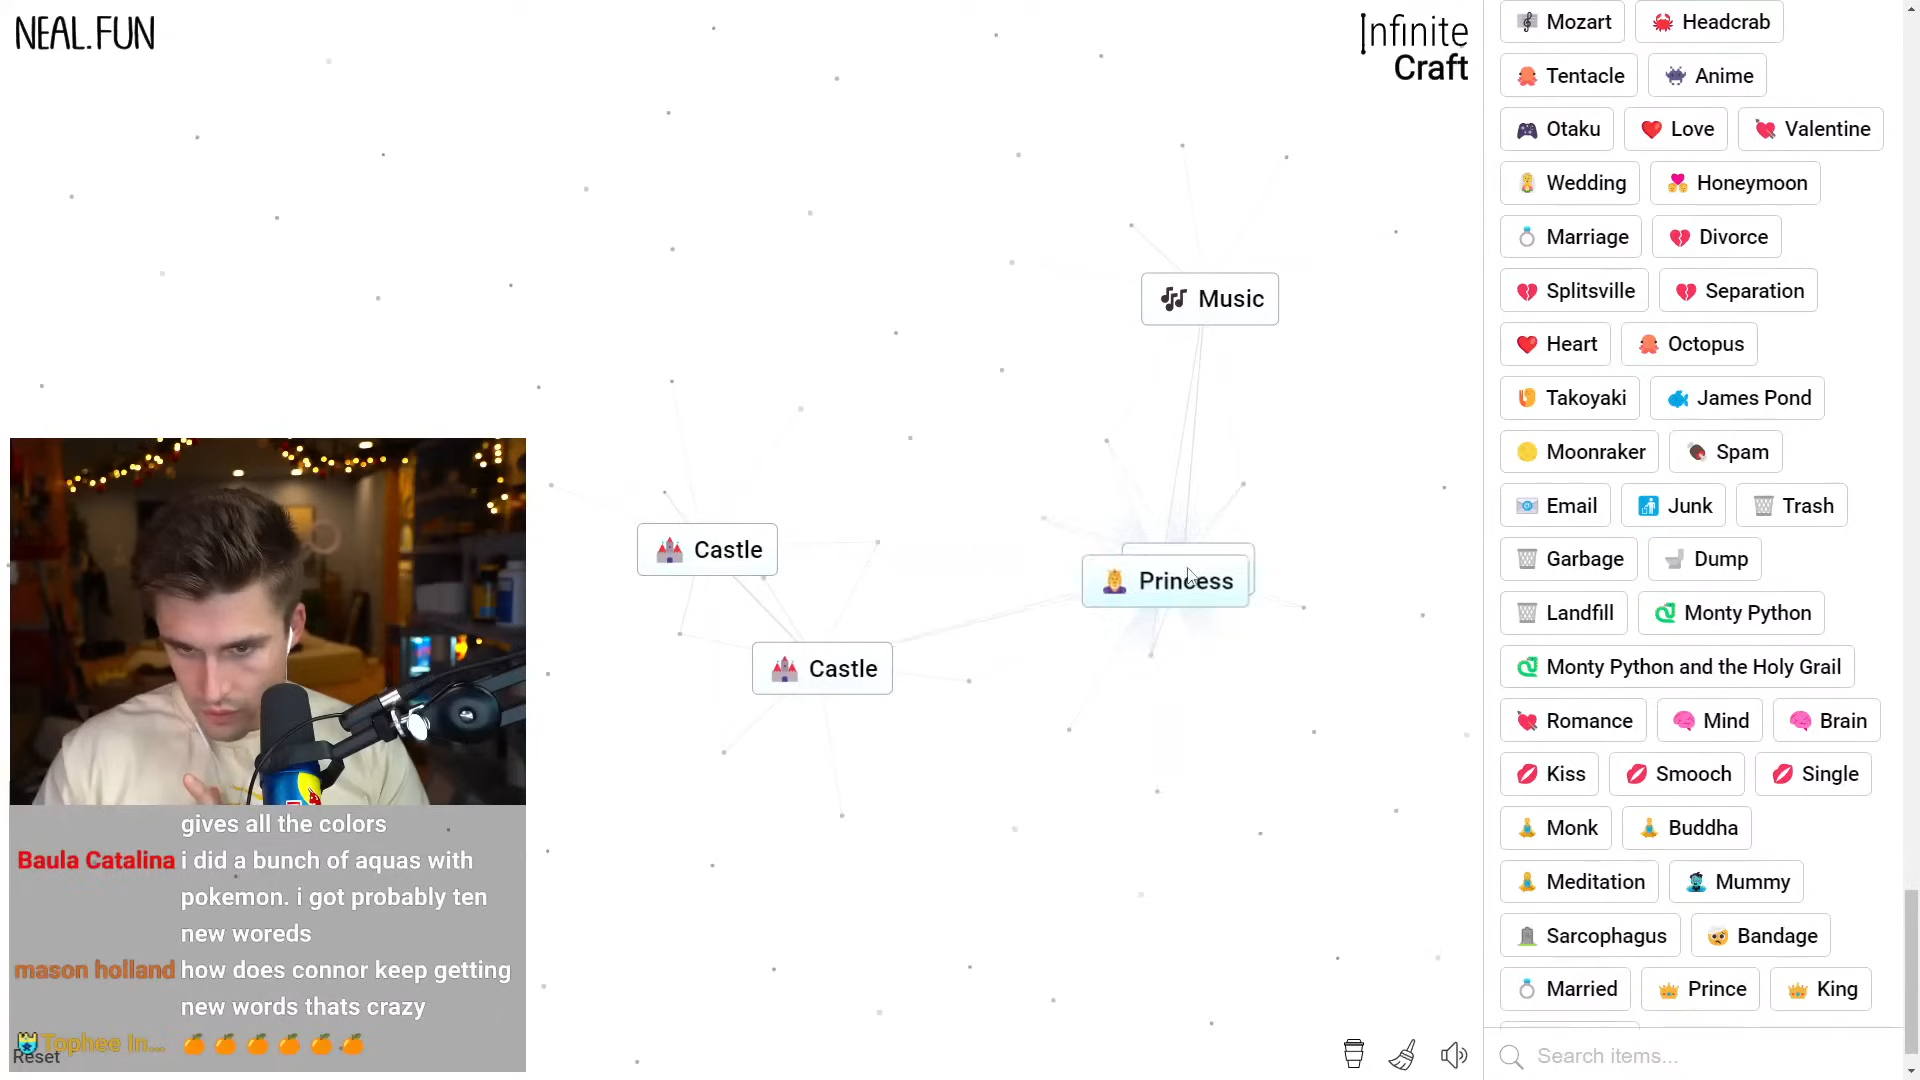 NEAL.FUN
Infinite
Craft
Mozart Headcrab
Tentacle Anime
Otaku Love Valentine
Wedding Honeymoon
Marriage Divorce
Splitsville Separation
Heart Octopus
Takoyaki James Pond
Moonraker Spam
Email Junk Trash
Garbage Dump
Landfill Monty Python
Monty Python and the Holy Grail
Romance Mind Brain
Kiss Smooch Single
Monk Buddha
Meditation Mummy
Sarcophagus Bandage
Married Prince King
Search items...
Music
Castle
Princess
Castle
gives all the colors
Baula Catalina i did a bunch of aquas with
pokemon. i got probably ten
new woreds
mason holland how does connor keep getting
new words thats crazy
Tophee In...
Reset